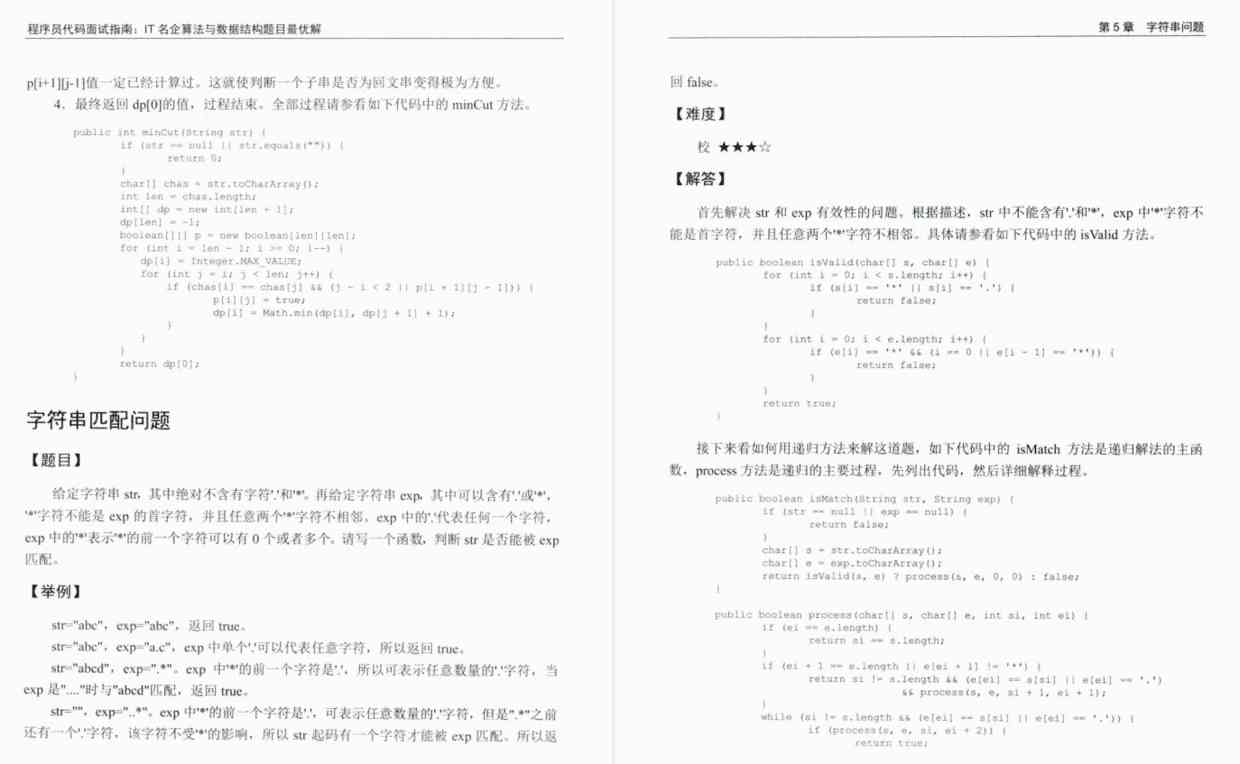 程序员代码面试指南：IT 名企算法与数据结构题目最优解
p[i+1][j-1]值一定已经计算过。这就使判断一个子串是否为回文串变得极为方便。
4．最终返回 dp[0]的值，过程结束。全部过程请参看如下代码中的 minCut 方法。
public int minCut(String str) {
if (str == null || str.equals("")) {
return 0;
}
char[] chas = str.toCharArray();
int len = chas.length;
int[] dp = new int[len + 1];
dp[len] = -1;
boolean[][] p = new boolean[len][len];
for (int i = len - 1; i >= 0; i--) {
dp[i] = Integer.MAX_VALUE;
for (int j = i; j < len; j++) {
if (chas[i] == chas[j] && (j - i < 2 || p[i + 1][j - 1])) {
p[i][j] = true;
dp[i] = Math.min(dp[i], dp[j + 1] + 1);
}
}
}
return dp[0];
}
字符串匹配问题
【题目】
给定字符串 str，其中绝对不含有字符'.'和'*'。再给定字符串 exp，其中可以含有'.'或'*'，
'*'字符不能是 exp 的首字符，并且任意两个'*'字符不相邻。exp 中的'.'代表任何一个字符，
exp 中的'*'表示'*'的前一个字符可以有 0 个或者多个。请写一个函数，判断 str 是否能被 exp
匹配。
【举例】
str="abc"，exp="abc"，返回 true。
str="abc"，exp="a.c"，exp 中单个'.'可以代表任意字符，所以返回 true。
str="abcd"，exp=".*"。exp 中'*'的前一个字符是'.'，所以可表示任意数量的'.'字符，当
exp 是"...."时与"abcd"匹配，返回 true。
str=""，exp="..*"。exp 中'*'的前一个字符是'.'，可表示任意数量的'.'字符，但是".*"之前
还有一个'.'字符，该字符不受'*'的影响，所以 str 起码有一个字符才能被 exp 匹配。所以返
第 5 章 字符串问题
回 false。
【难度】
校 ★★★☆
【解答】
首先解决 str 和 exp 有效性的问题。根据描述，str 中不能含有'.'和'*'，exp 中'*'字符不
能是首字符，并且任意两个'*'字符不相邻。具体请参看如下代码中的 isValid 方法。
public boolean isValid(char[] s, char[] e) {
for (int i = 0; i < s.length; i++) {
if (s[i] == '*' || s[i] == '.') {
return false;
}
}
for (int i = 0; i < e.length; i++) {
if (e[i] == '*' && (i == 0 || e[i - 1] == '*')) {
return false;
}
}
return true;
}
接下来看如何用递归方法来解这道题，如下代码中的 isMatch 方法是递归解法的主函
数，process 方法是递归的主要过程，先列出代码，然后详细解释过程。
public boolean isMatch(String str, String exp) {
if (str == null || exp == null) {
return false;
}
char[] s = str.toCharArray();
char[] e = exp.toCharArray();
return isValid(s, e) ? process(s, e, 0, 0) : false;
}
public boolean process(char[] s, char[] e, int si, int ei) {
if (ei == e.length) {
return si == s.length;
}
if (ei + 1 == e.length || e[ei + 1] != '*') {
return si != s.length && (e[ei] == s[si] || e[ei] == '.')
&& process(s, e, si + 1, ei + 1);
}
while (si != s.length && (e[ei] == s[si] || e[ei] == '.')) {
if (process(s, e, si, ei + 2)) {
return true;